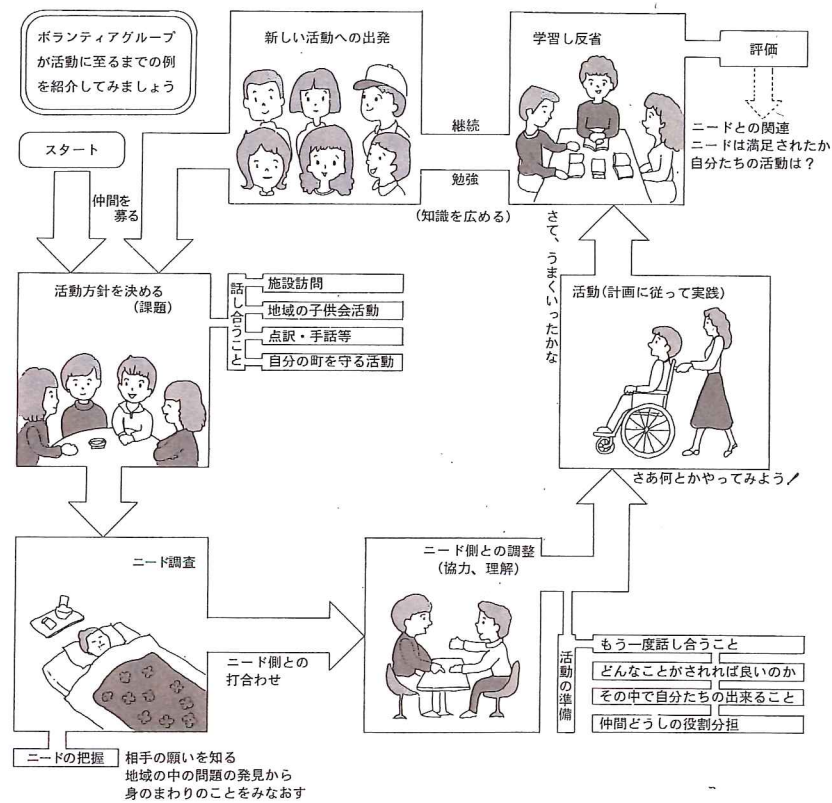 ボランティアグループ
が活動に至るまでの例
を紹介してみましょう
スタート
仲間を
募る
新しい活動への出発
継続
勉強
(知識を広める)
学習し反省
評価
ニードとの関連
ニードは満足されたか
自分たちの活動は?
活動方針を決める
(課題)
話し合うこと
施設訪問
地域の子供会活動
点訳・手話等
自分の町を守る活動
さて、うまくいったかな
活動(計画に従って実践)
さあ何とかやってみよう!
ニード調査
ニードの把握
相手の願いを知る
地域の中の問題の発見から
身のまわりのことをみなおす
ニード側との
打合わせ
ニード側との調整
(協力、理解)
活動の準備
もう一度話し合うこと
どんなことがされれば良いのか
その中で自分たちの出来ること
仲間どうしの役割分担